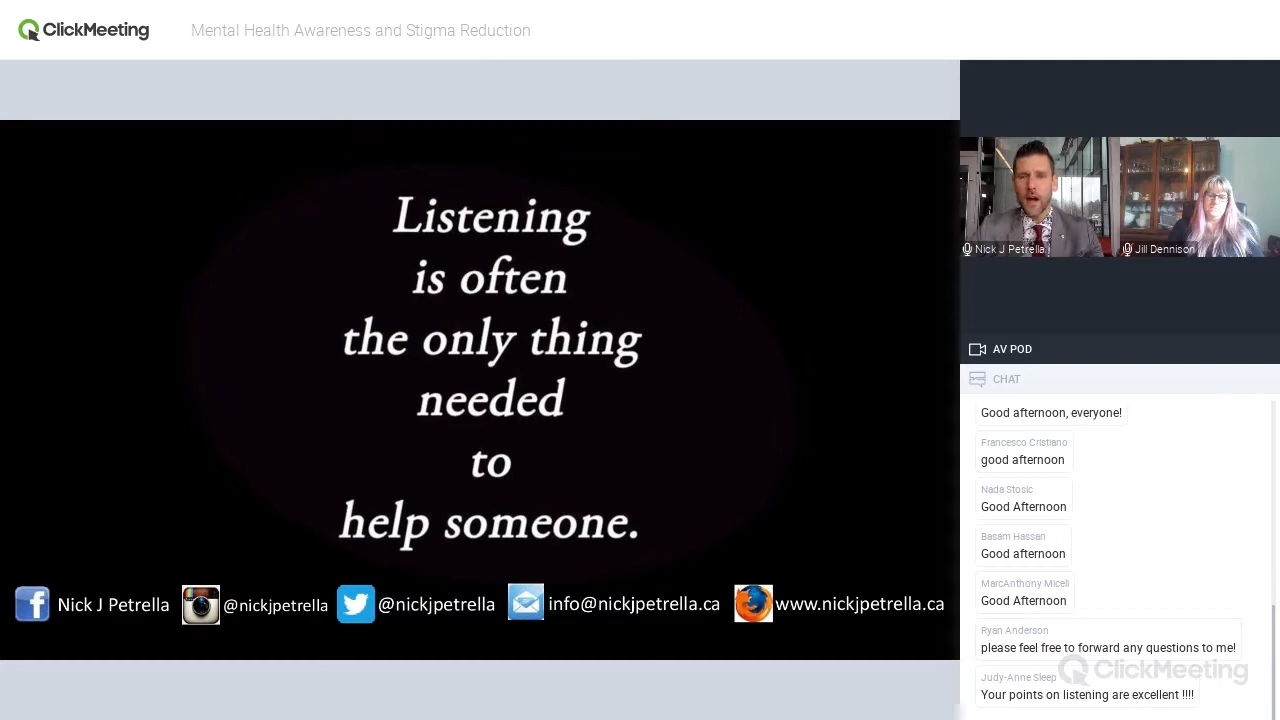 ClickMeeting
Mental Health Awareness and Stigma Reduction
Listening
is often
the only thing
needed
to
help someone.
Nick J Petrella
@nickjpetrella
@nickjpetrella
info@nickjpetrella.ca
www.nickjpetrella.ca
Nick J Petrella
Jill Dennison
AV POD
CHAT
Good afternoon, everyone!
Francesco Cristiano
good afternoon
Nada Stosic
Good Afternoon
Basam Hassan
Good afternoon
MarcAnthony Miceli
Good Afternoon
Ryan Anderson
please feel free to forward any questions to me!
Judy-Anne Sleep
Your points on listening are excellent !!!!
ClickMeeting